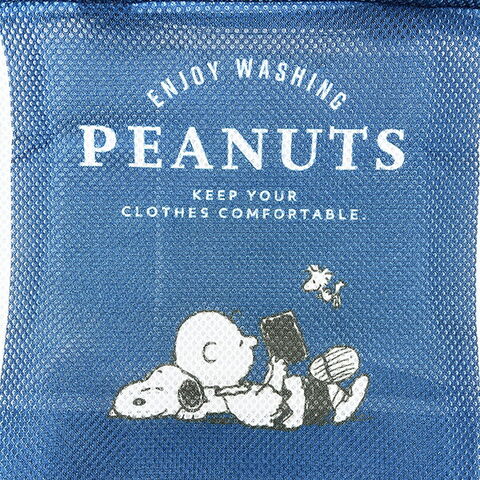 ENJOY WASHING
PEANUTS
KEEP YOUR
CLOTHES COMFORTABLE.